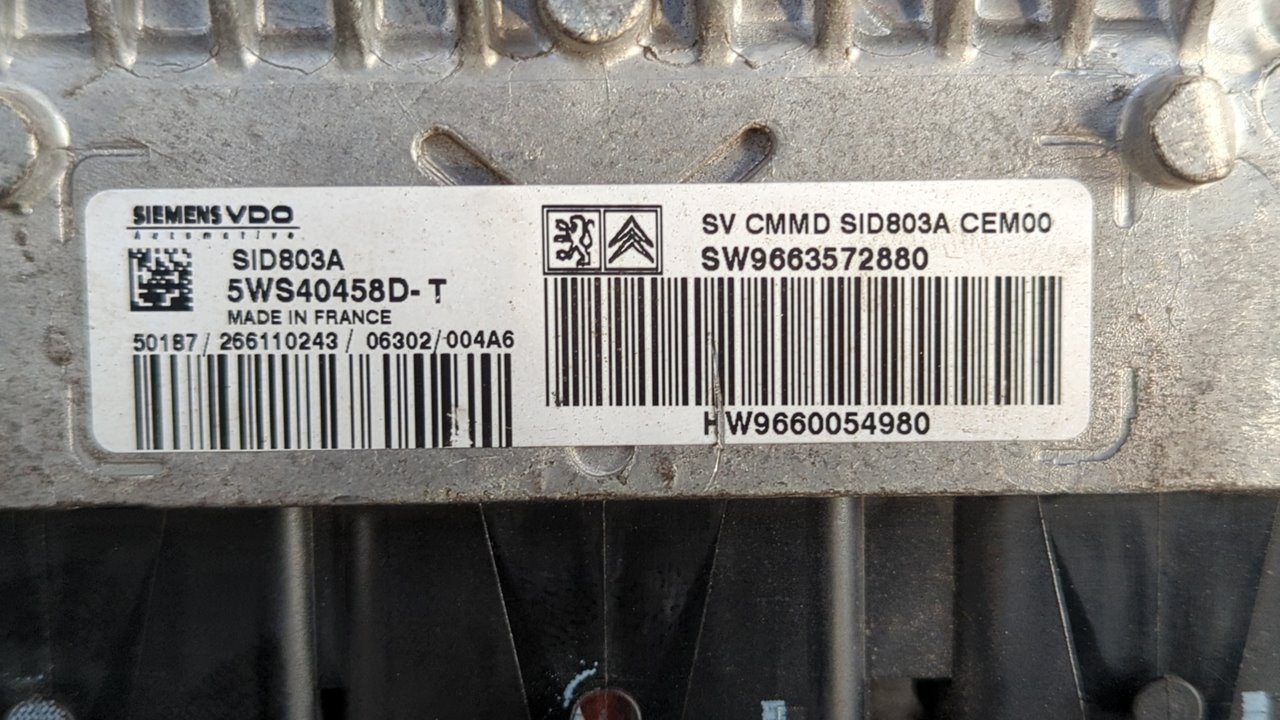 SIEMENS VDO
Automotive
SID803A
5WS40458D-T
MADE IN FRANCE
50187/ 266110243/ 06302/004A6
SV CMMD SID803A CEM00
SW9663572880
HW9660054980